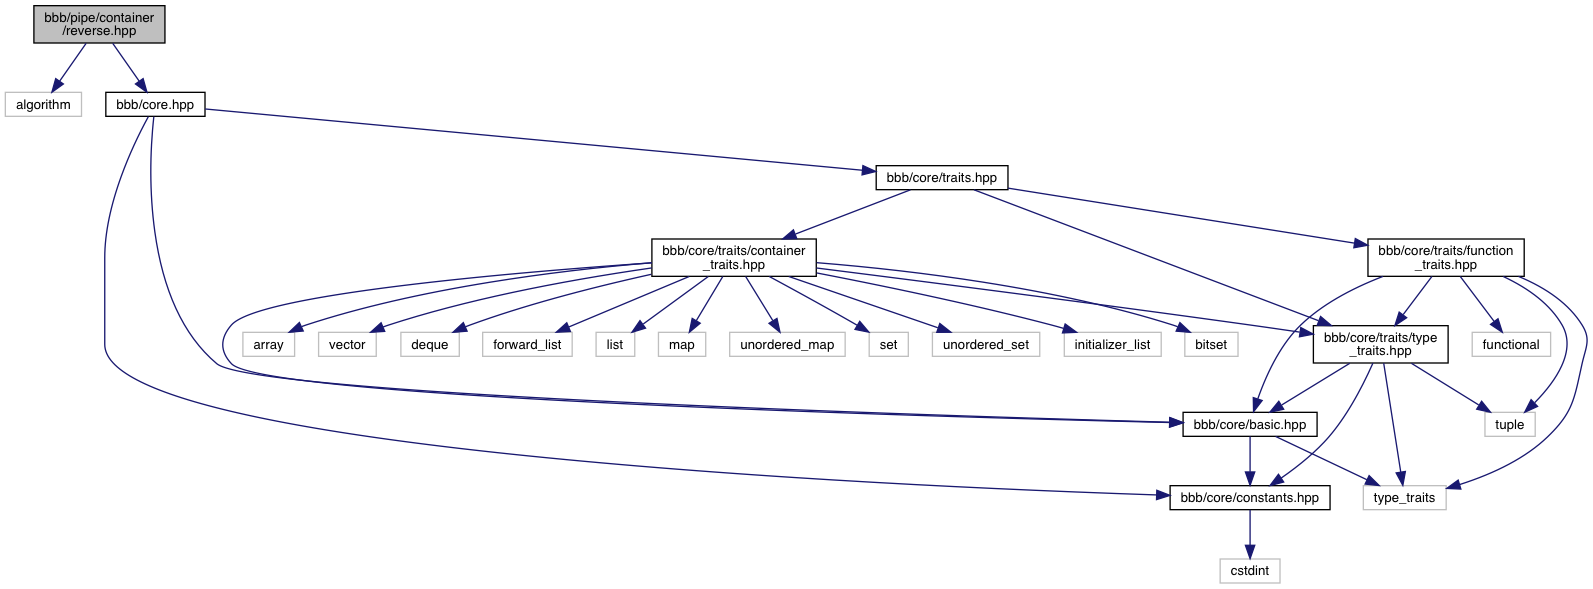 bbb/pipe/container
/reverse.hpp
algorithm
bbb/core.hpp
bbb/core/traits.hpp
bbb/core/traits/container
_traits.hpp
bbb/core/traits/function
_traits.hpp
array
vector
deque
forward_list
list
map
unordered_map
set
unordered_set
initializer_list
bitset
bbb/core/traits/type
_traits.hpp
functional
bbb/core/basic.hpp
tuple
bbb/core/constants.hpp
type_traits
cstdint